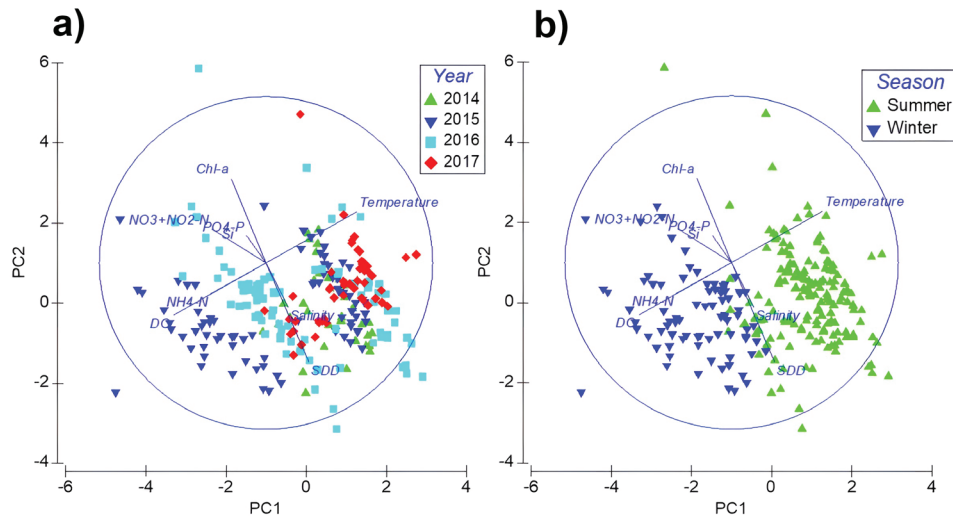 a)
Year
2014
2015
2016
2017
PC2
6
4
2
0
-2
-4
-6
-4
-2
0
2
4
PC1
Chl-a
Temperature
NO3+NO2-N
PO4-P
Si
NH4-N
DO
Salinity
SDD
b)
Season
Summer
Winter
PC2
6
4
2
0
-2
-4
-6
-4
-2
0
2
4
PC1
Chl-a
Temperature
NO3+NO2-N
PO4-P
Si
NH4-N
DO
Salinity
SDD